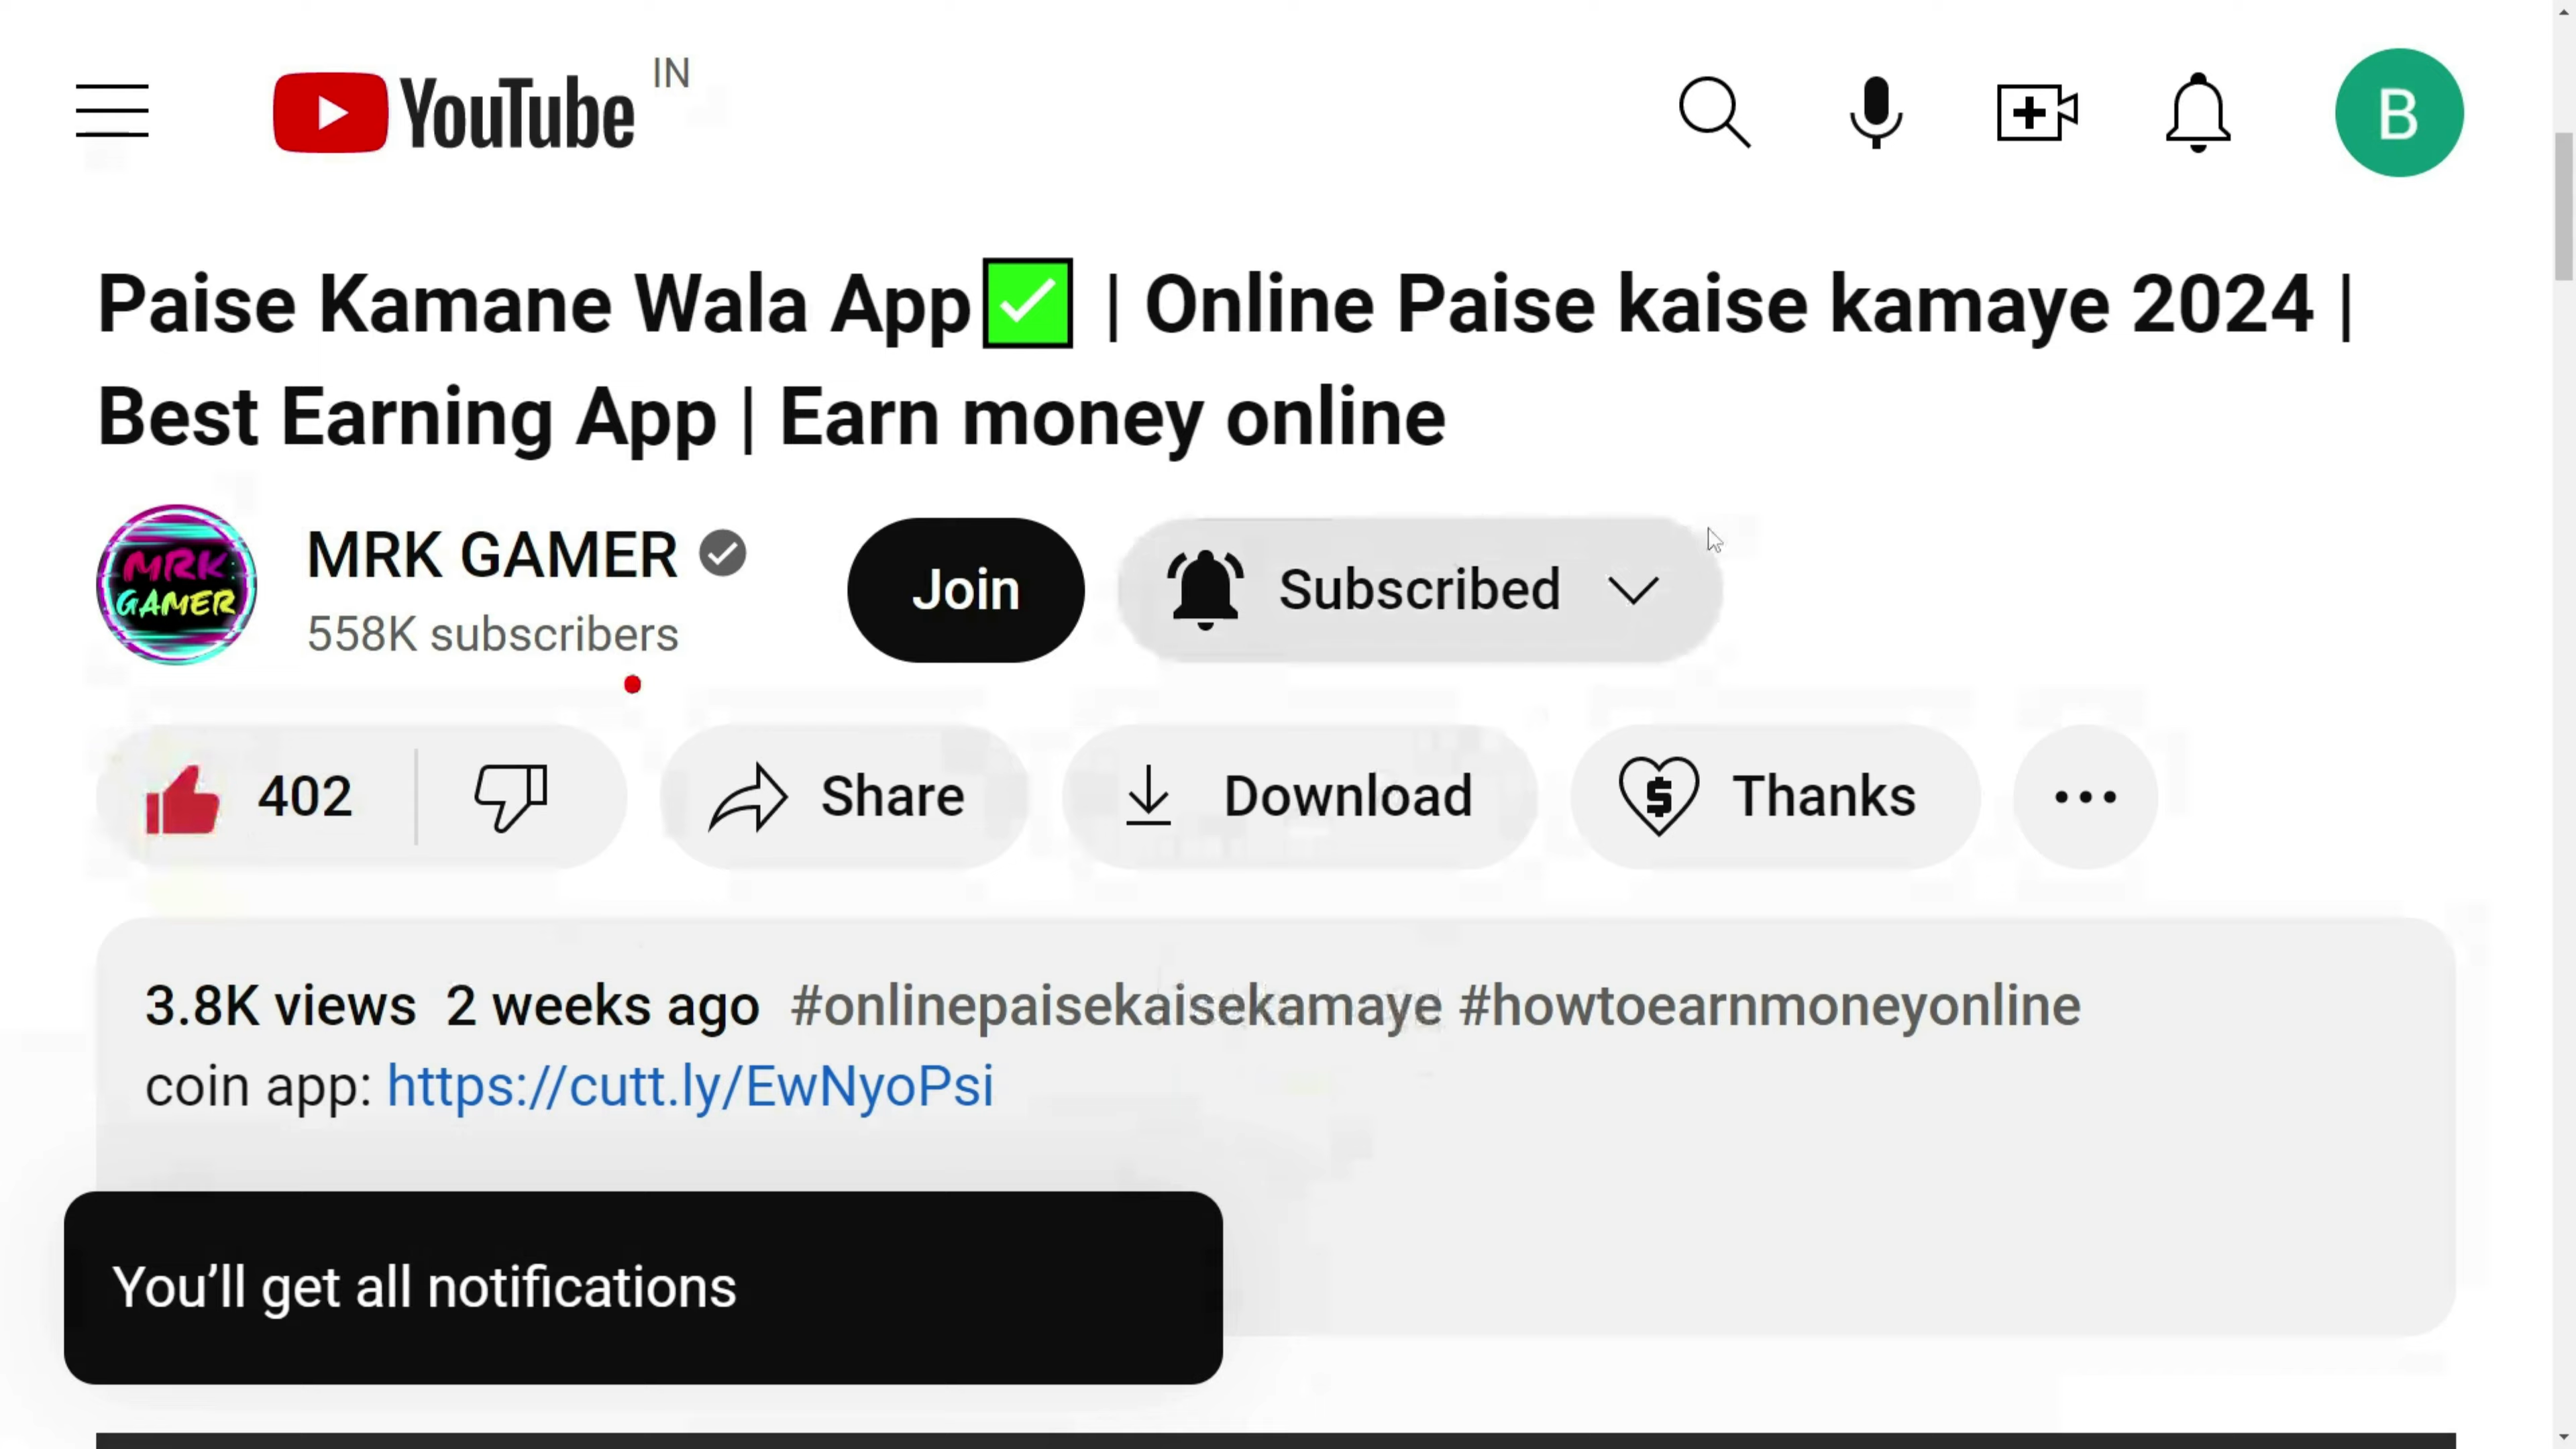 YouTube IN
B
Paise Kamane Wala App✅ | Online Paise kaise kamaye 2024 |
Best Earning App | Earn money online
MRK GAMER
MRK GAMER
558K subscribers
Join
Subscribed
402
Share
Download
Thanks
3.8K views 2 weeks ago #onlinepaisekaisekamaye #howtoearnmoneyonline
coin app: https://cutt.ly/EwNyoPsi
You’ll get all notifications